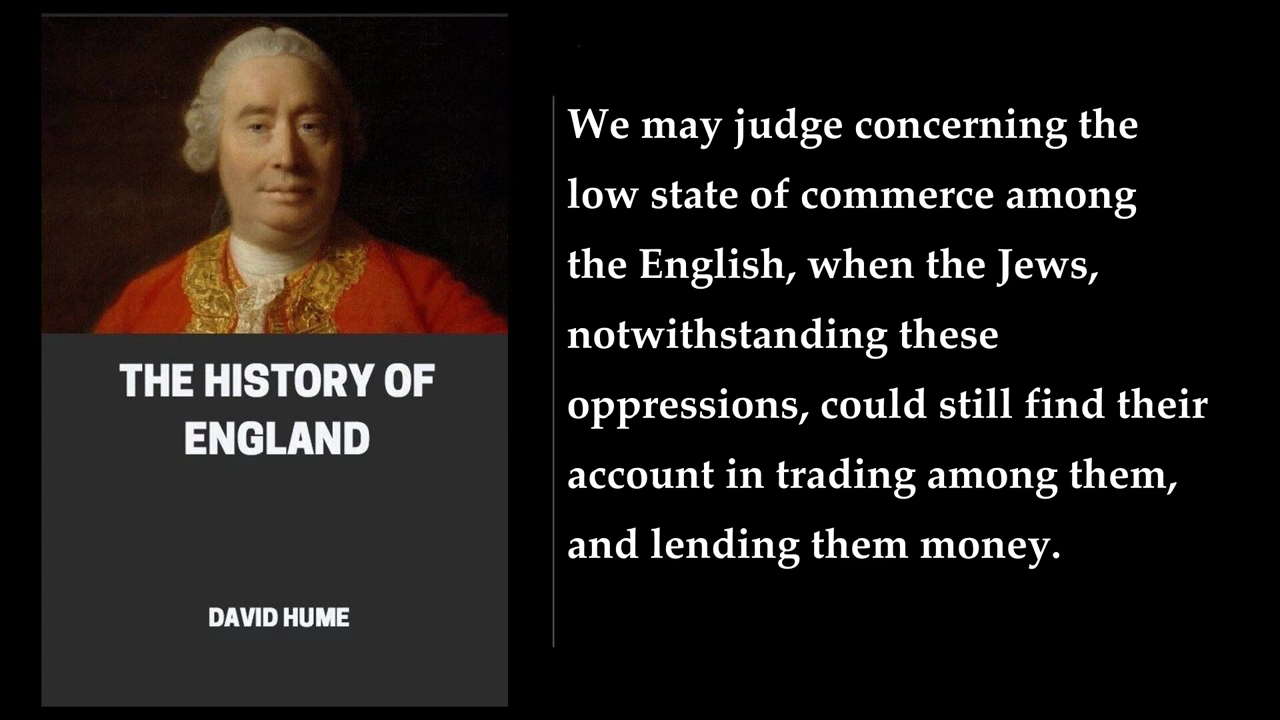 THE HISTORY OF
ENGLAND
DAVID HUME
We may judge concerning the
low state of commerce among
the English, when the Jews,
notwithstanding these
oppressions, could still find their
account in trading among them,
and lending them money.